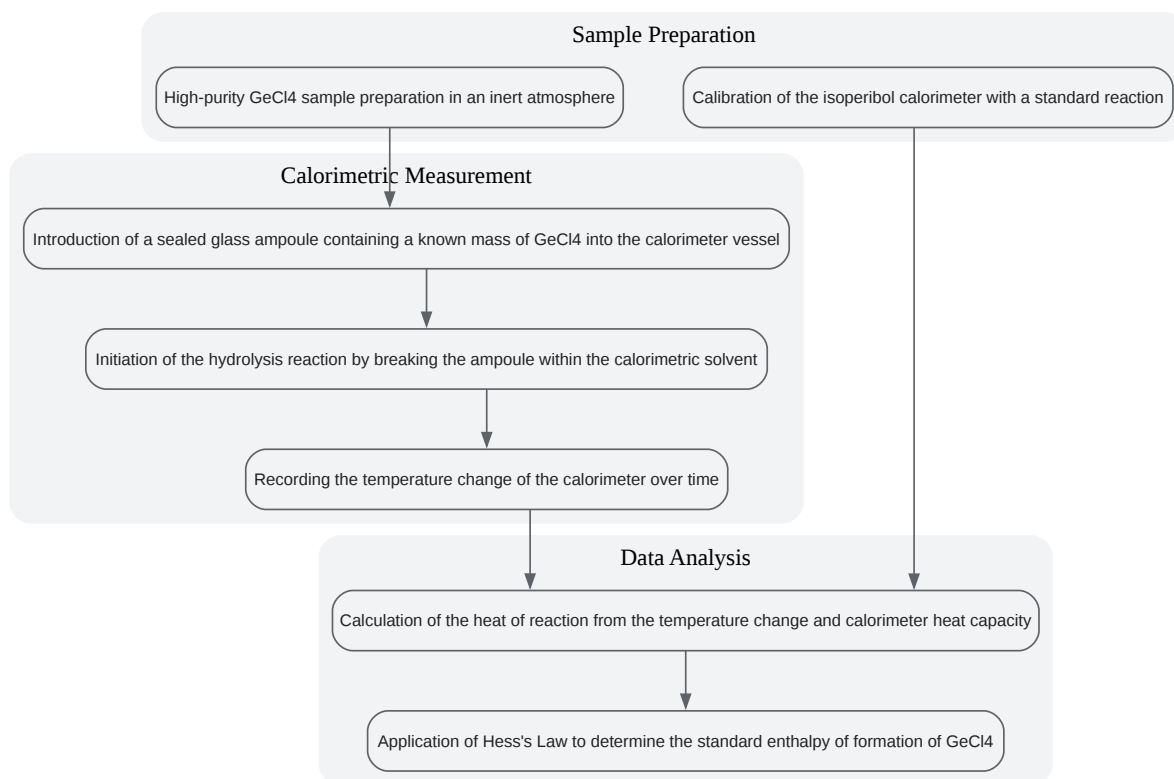 Sample Preparation
High-purity GeCl4 sample preparation in an inert atmosphere
Calibration of the isoperibol calorimeter with a standard reaction
Calorimetric Measurement
Introduction of a sealed glass ampoule containing a known mass of GeCl4 into the calorimeter vessel
Initiation of the hydrolysis reaction by breaking the ampoule within the calorimetric solvent
Recording the temperature change of the calorimeter over time
Data Analysis
Calculation of the heat of reaction from the temperature change and calorimeter heat capacity
Application of Hess's Law to determine the standard enthalpy of formation of GeCl4